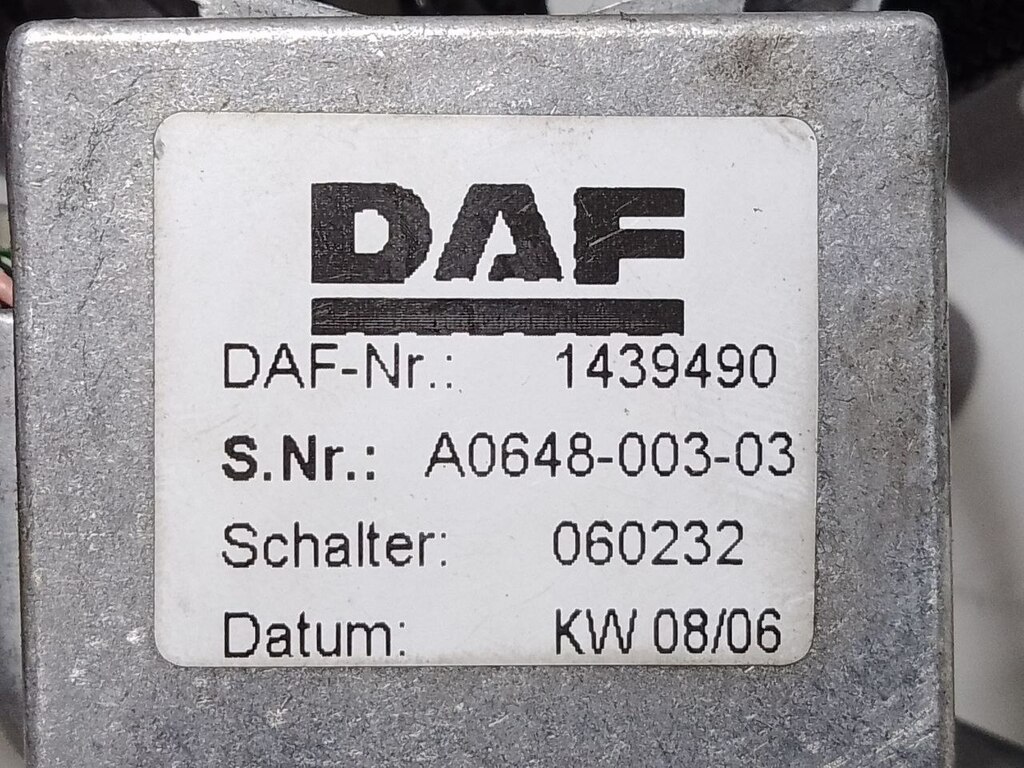 DAF
DAF-Nr.: 1439490
S.Nr.: A0648-003-03
Schalter: 060232
Datum: KW 08/06